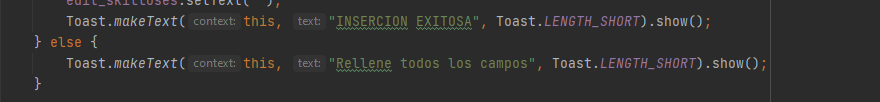 edit_skilloses.setText(" ");
Toast.makeText( context: this, text: "INSERCION EXITOSA", Toast.LENGTH_SHORT).show();
} else {
Toast.makeText( context: this, text: "Rellene todos los campos", Toast.LENGTH_SHORT).show();
}